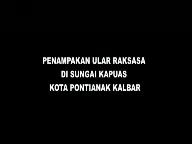 PENAMPAKAN ULAR RAKSASA
DI SUNGAI KAPUAS
KOTA PONTIANAK KALBAR